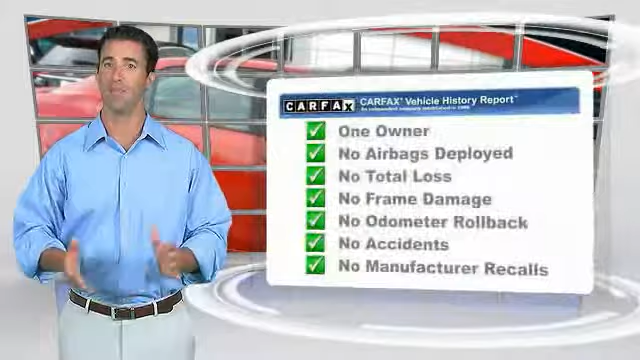 CARFAX CARFAX Vehicle History Report™
One Owner
No Airbags Deployed
No Total Loss
No Frame Damage
No Odometer Rollback
No Accidents
No Manufacturer Recalls